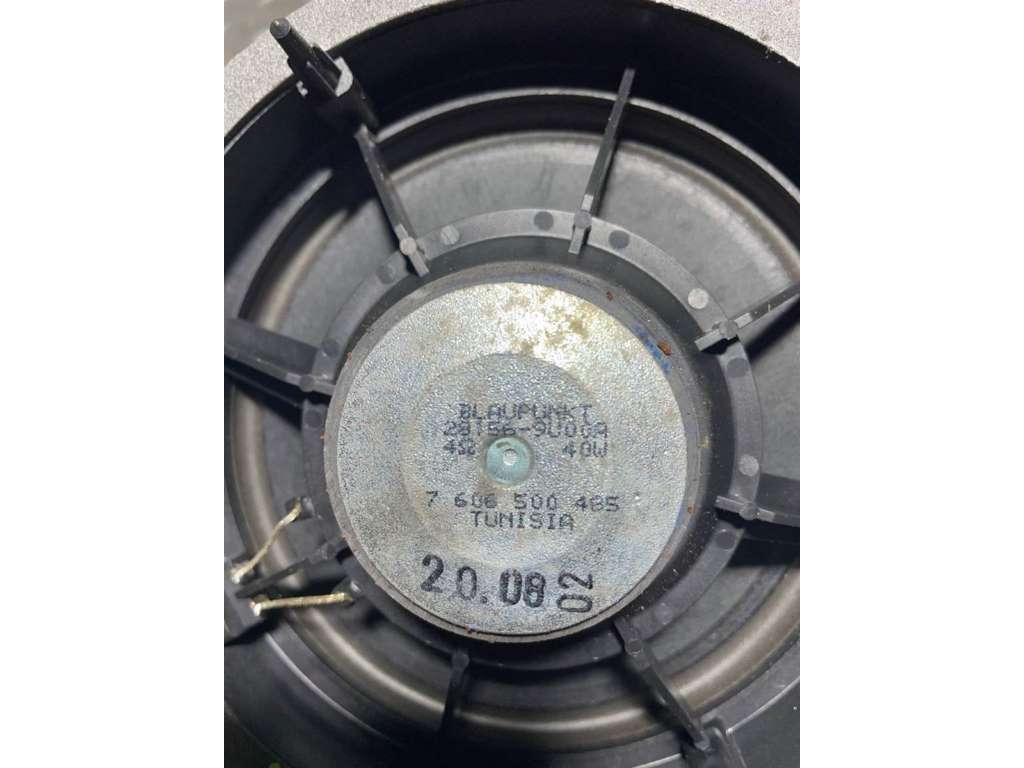 BLAUPUNKT
28156-9U00A
4Ω 40W
7 606 500 485
TUNISIA
20.08 02